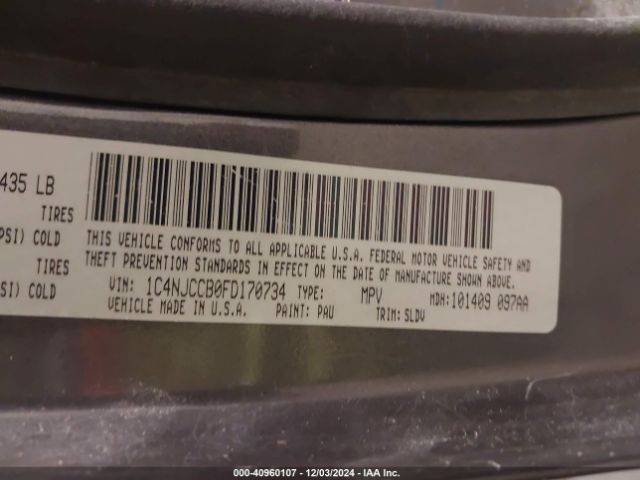 435 LB
TIRES
PSI) COLD
TIRES
SI) COLD
THIS VEHICLE CONFORMS TO ALL APPLICABLE U.S.A. FEDERAL MOTOR VEHICLE SAFETY AND
THEFT PREVENTION STANDARDS IN EFFECT ON THE DATE OF MANUFACTURE SHOWN ABOVE.
VIN: 1C4NJCCB0FD170734 TYPE: MPV MDH:101409 097AA
VEHICLE MADE IN U.S.A. PAINT: PAU TRIM: SLDV
000-40960107 - 12/03/2024 - IAA Inc.